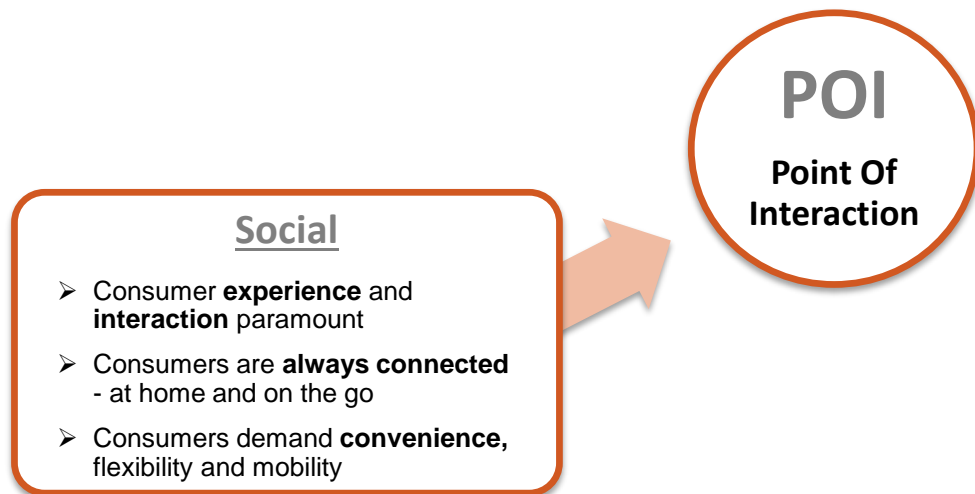 POI
Point Of
Interaction
Social
➢ Consumer experience and
interaction paramount
➢ Consumers are always connected
- at home and on the go
➢ Consumers demand convenience,
flexibility and mobility